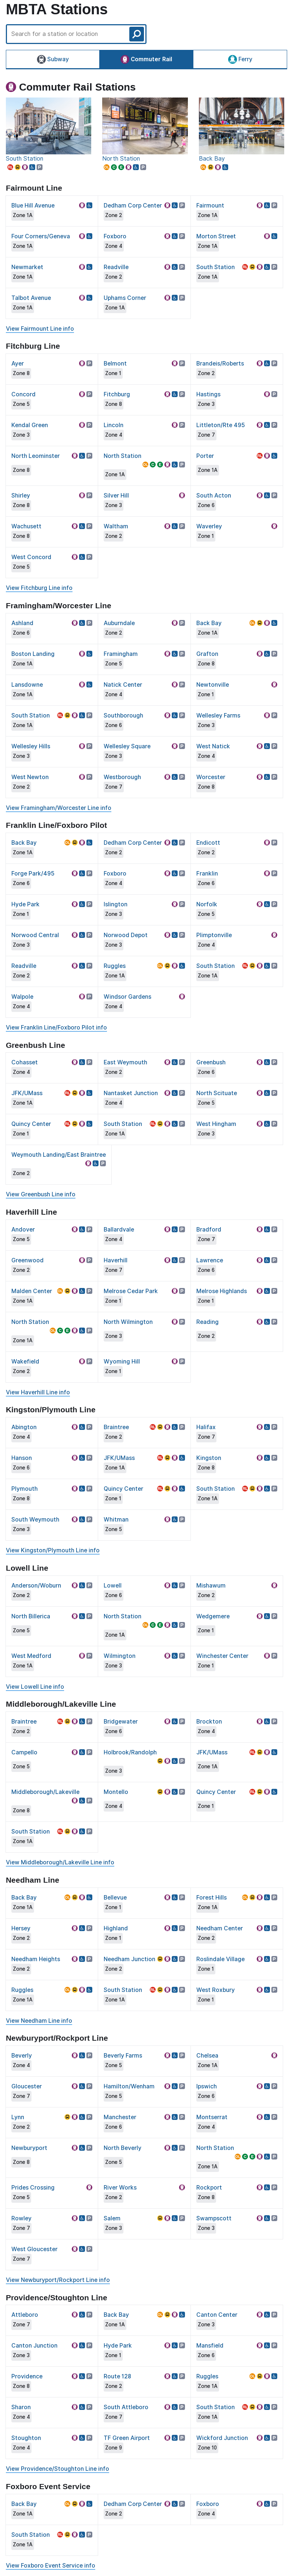 MBTA Stations
Search for a station or commuter
Subway
Commuter Rail
Ferry
Commuter Rail Stations
South Station
North Station
Back Bay
Fairmount Line
Blue Hill Avenue
Zone 1A
Dedham Corp Center
Zone 2
Fairmount
Zone 1A
Four Corners/Geneva
Zone 1A
Foxboro
Zone 4
Morton Street
Zone 1A
Newmarket
Zone 1A
Readville
Zone 2
South Station
Zone 1A
Talbot Avenue
Zone 1A
Uphams Corner
Zone 1A
View Fairmount Line info
Fitchburg Line
Ayer
Zone 8
Belmont
Zone 1
Brandeis/Roberts
Zone 2
Concord
Zone 5
Fitchburg
Zone 8
Hastings
Zone 3
Kendal Green
Zone 3
Lincoln
Zone 4
Littleton/Rte 495
Zone 7
North Leominster
Zone 8
North Station
Zone 1A
Porter
Zone 1A
Shirley
Zone 8
Silver Hill
Zone 3
South Acton
Zone 6
Wachusett
Zone 8
Waltham
Zone 2
Waverley
Zone 1
West Concord
Zone 5
View Fitchburg Line info
Framingham/Worcester Line
Ashland
Zone 6
Auburndale
Zone 2
Back Bay
Zone 1A
Boston Landing
Zone 1A
Framingham
Zone 5
Grafton
Zone 8
Lansdowne
Zone 1A
Natick Center
Zone 4
Newtonville
Zone 1
South Station
Zone 1A
Southborough
Zone 6
Wellesley Farms
Zone 3
Wellesley Hills
Zone 3
Wellesley Square
Zone 3
West Natick
Zone 4
West Newton
Zone 2
Westborough
Zone 7
Worcester
Zone 8
View Framingham/Worcester Line info
Franklin Line/Foxboro Pilot
Back Bay
Zone 1A
Dedham Corp Center
Zone 2
Endicott
Zone 2
Forge Park/495
Zone 6
Foxboro
Zone 4
Franklin
Zone 6
Hyde Park
Zone 1
Islington
Zone 3
Norfolk
Zone 5
Norwood Central
Zone 3
Norwood Depot
Zone 3
Plimptonville
Zone 4
Readville
Zone 2
Ruggles
Zone 1A
South Station
Zone 1A
Walpole
Zone 4
Windsor Gardens
Zone 4
View Franklin Line/Foxboro Pilot info
Greenbush Line
Cohasset
Zone 4
East Weymouth
Zone 2
Greenbush
Zone 6
JFK/UMass
Zone 1A
Nantasket Junction
Zone 4
North Scituate
Zone 5
Quincy Center
Zone 1
South Station
Zone 1A
West Hingham
Zone 3
Weymouth Landing/East Braintree
Zone 2
View Greenbush Line info
Haverhill Line
Andover
Zone 5
Ballardvale
Zone 4
Bradford
Zone 7
Greenwood
Zone 2
Haverhill
Zone 7
Lawrence
Zone 6
Malden Center
Zone 1A
Melrose Cedar Park
Zone 1
Melrose Highlands
Zone 1
North Station
Zone 1A
North Wilmington
Zone 3
Reading
Zone 2
Wakefield
Zone 2
Wyoming Hill
Zone 1
View Haverhill Line info
Kingston/Plymouth Line
Abington
Zone 4
Braintree
Zone 2
Halifax
Zone 7
Hanson
Zone 6
JFK/UMass
Zone 1A
Kingston
Zone 8
Plymouth
Zone 8
Quincy Center
Zone 1
South Station
Zone 1A
South Weymouth
Zone 3
Whitman
Zone 5
View Kingston/Plymouth Line info
Lowell Line
Anderson/Woburn
Zone 2
Lowell
Zone 6
Mishawum
Zone 2
North Billerica
Zone 5
North Station
Zone 1A
Wedgemere
Zone 1
West Medford
Zone 1A
Wilmington
Zone 3
Winchester Center
Zone 1
View Lowell Line info
Middleborough/Lakeville Line
Braintree
Zone 2
Bridgewater
Zone 6
Brockton
Zone 4
Campello
Zone 5
Holbrook/Randolph
Zone 3
JFK/UMass
Zone 1A
Middleborough/Lakeville
Zone 8
Montello
Zone 4
Quincy Center
Zone 1
South Station
Zone 1A
View Middleborough/Lakeville Line info
Needham Line
Back Bay
Zone 1A
Bellevue
Zone 1
Forest Hills
Zone 1A
Hersey
Zone 2
Highland
Zone 1
Needham Center
Zone 2
Needham Heights
Zone 2
Needham Junction
Zone 2
Roslindale Village
Zone 1
Ruggles
Zone 1A
South Station
Zone 1A
West Roxbury
Zone 1
View Needham Line info
Newburyport/Rockport Line
Beverly
Zone 4
Beverly Farms
Zone 5
Chelsea
Zone 1A
Gloucester
Zone 7
Hamilton/Wenham
Zone 5
Ipswich
Zone 6
Lynn
Zone 2
Manchester
Zone 6
Montserrat
Zone 4
Newburyport
Zone 8
North Beverly
Zone 5
North Station
Zone 1A
Prides Crossing
Zone 5
River Works
Zone 2
Rockport
Zone 8
Rowley
Zone 7
Salem
Zone 3
Swampscott
Zone 3
West Gloucester
Zone 7
View Newburyport/Rockport Line info
Providence/Stoughton Line
Attleboro
Zone 7
Back Bay
Zone 1A
Canton Center
Zone 3
Canton Junction
Zone 3
Hyde Park
Zone 1
Mansfield
Zone 6
Providence
Zone 8
Route 128
Zone 2
Ruggles
Zone 1A
Sharon
Zone 4
South Attleboro
Zone 7
South Station
Zone 1A
Stoughton
Zone 4
TF Green Airport
Zone 9
Wickford Junction
Zone 10
View Providence/Stoughton Line info
Foxboro Event Service
Back Bay
Zone 1A
Dedham Corp Center
Zone 2
Foxboro
Zone 4
South Station
Zone 1A
View Foxboro Event Service info